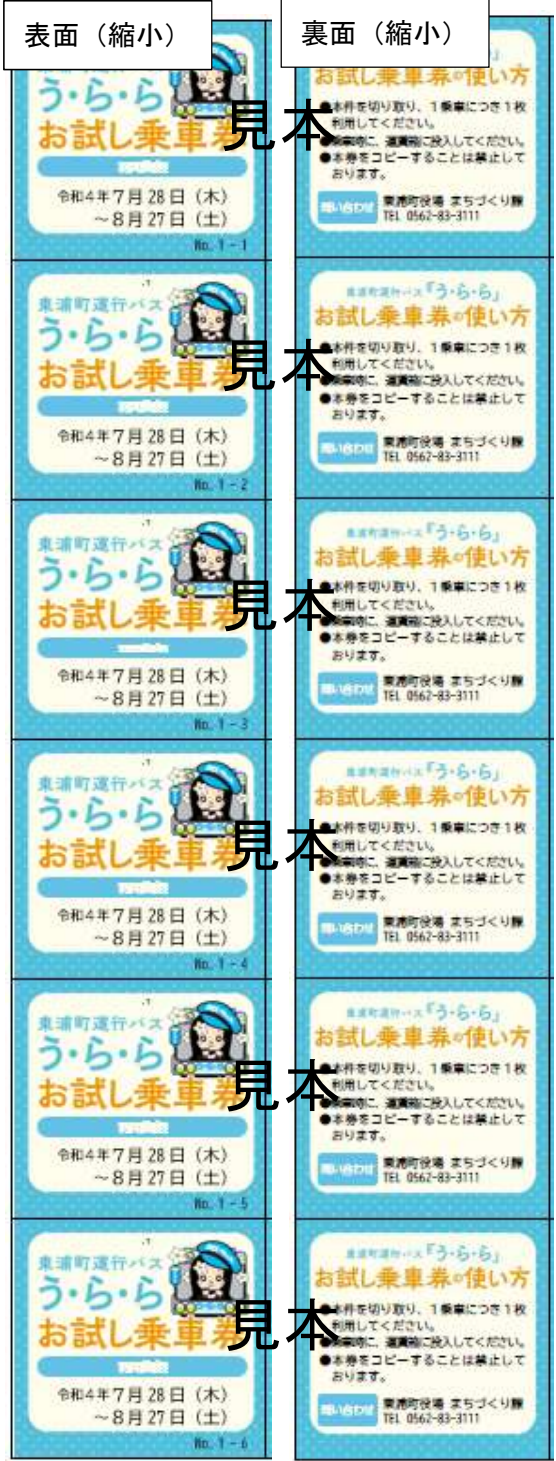 表面（縮小）
う・ら・ら
お試し乗車券
令和4年7月28日（木）
～8月27日（土）
No. 1-1
東浦町運行バス
う・ら・ら
お試し乗車券
令和4年7月28日（木）
～8月27日（土）
No. 1-2
東浦町運行バス
う・ら・ら
お試し乗車券
令和4年7月28日（木）
～8月27日（土）
No. 1-3
東浦町運行バス
う・ら・ら
お試し乗車券
令和4年7月28日（木）
～8月27日（土）
No. 1-4
東浦町運行バス
う・ら・ら
お試し乗車券
令和4年7月28日（木）
～8月27日（土）
No. 1-5
東浦町運行バス
う・ら・ら
お試し乗車券
令和4年7月28日（木）
～8月27日（土）
No. 1-6
見本
見本
見本
見本
見本
見本
裏面（縮小）
お試し乗車券の使い方
●本件を切り取り、1乗車につき1枚
利用してください。
●乗車時に、運賃箱に投入してください。
●本券をコピーすることは禁止して
おります。
問い合わせ
東浦町役場 まちづくり課
TEL 0562-83-3111
東浦町運行バス『う・ら・ら』
お試し乗車券の使い方
●本件を切り取り、1乗車につき1枚
利用してください。
●乗車時に、運賃箱に投入してください。
●本券をコピーすることは禁止して
おります。
問い合わせ
東浦町役場 まちづくり課
TEL 0562-83-3111
東浦町運行バス『う・ら・ら』
お試し乗車券の使い方
●本件を切り取り、1乗車につき1枚
利用してください。
●乗車時に、運賃箱に投入してください。
●本券をコピーすることは禁止して
おります。
問い合わせ
東浦町役場 まちづくり課
TEL 0562-83-3111
東浦町運行バス『う・ら・ら』
お試し乗車券の使い方
●本件を切り取り、1乗車につき1枚
利用してください。
●乗車時に、運賃箱に投入してください。
●本券をコピーすることは禁止して
おります。
問い合わせ
東浦町役場 まちづくり課
TEL 0562-83-3111
東浦町運行バス『う・ら・ら』
お試し乗車券の使い方
●本件を切り取り、1乗車につき1枚
利用してください。
●乗車時に、運賃箱に投入してください。
●本券をコピーすることは禁止して
おります。
問い合わせ
東浦町役場 まちづくり課
TEL 0562-83-3111
東浦町運行バス『う・ら・ら』
お試し乗車券の使い方
●本件を切り取り、1乗車につき1枚
利用してください。
●乗車時に、運賃箱に投入してください。
●本券をコピーすることは禁止して
おります。
問い合わせ
東浦町役場 まちづくり課
TEL 0562-83-3111